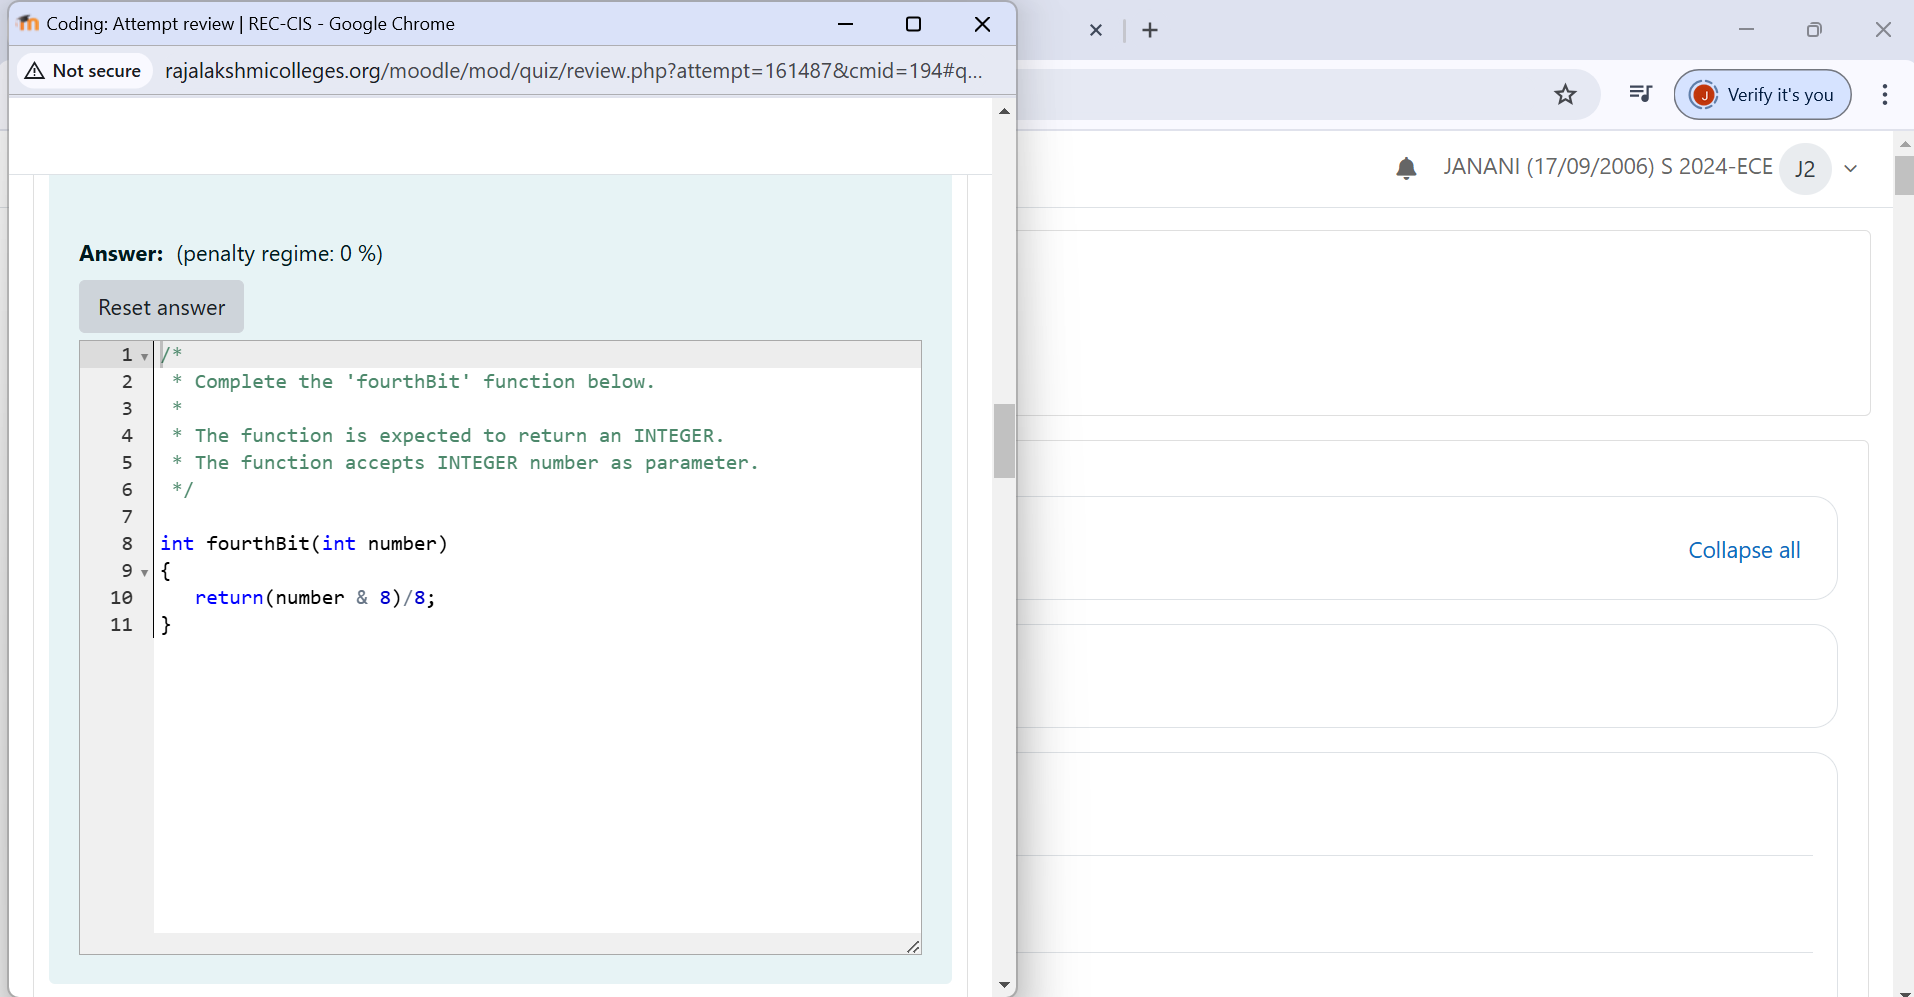 Coding: Attempt review | REC-CIS - Google Chrome
Not secure rajalakshmicolleges.org/moodle/mod/quiz/review.php?attempt=161487&cmid=194#q...
Verify it's you
JANANI (17/09/2006) S 2024-ECE J2
Answer: (penalty regime: 0 %)
Reset answer
1 /*
2  * Complete the 'fourthBit' function below.
3  *
4  * The function is expected to return an INTEGER.
5  * The function accepts INTEGER number as parameter.
6  */
7
8 int fourthBit(int number)
9 {
10    return(number & 8)/8;
11 }
Collapse all